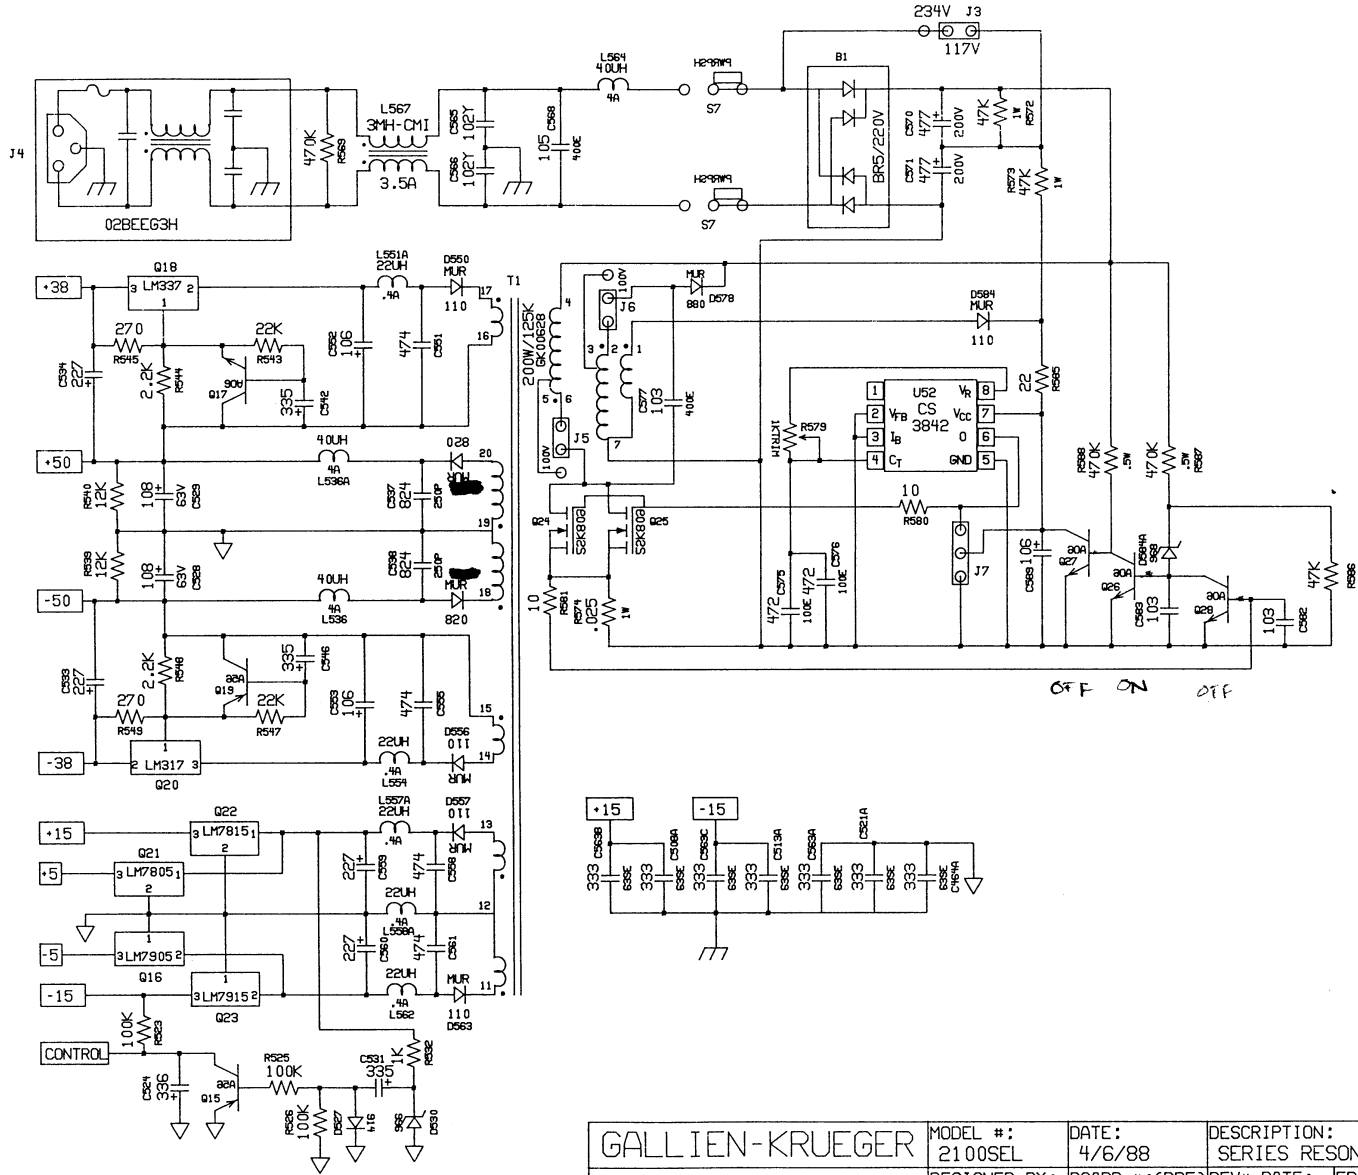 234V J3
117V
L564
40UH
4A
PWRSH
S7
B1
BR5/220V
C570
477
200V
47K
1W
R572
C571
477
200V
R573
47K
1W
J4
02BEEG3H
470K
R569
L567
3MH-CMI
3.5A
C565
102Y
C566
102Y
C568
105
400E
PWRSH
S7
+38
Q18
3 LM337 2
1
L551A
22UH
.4A
D550
MUR
110
T1
17
16
270
R545
22K
R543
C534
227
2.2K
R544
Q17
A06
335
C542
C552
106
474
C551
200W/125K
GK00628
4
5
6
100V
J6
MUR
880
D578
3 2 1
7
C577
103
400E
J5
100V
D584
MUR
110
22
R585
U52
CS
3842
1
2 VFB
3 IB
4 CT
VR 8
VCC 7
O 6
GND 5
1KTRIM
R579
+50
40UH
4A
L536A
820
MUR
20
19
18
R540
12K
108
63V
C529
C537
824
250P
R539
12K
108
63V
C528
C538
824
250P
-50
40UH
4A
L536
MUR
820
Q24
S2K802
Q25
S2K802
10
R580
10
R581
R574
.025
1W
C575
472
100E
C576
472
100E
J7
C589
106
Q27
A06
R588
470K
.5W
470K
.5W
R587
Q26
A06
D584A
968
C583
103
Q28
A06
103
C582
47K
R586
OFF ON OFF
C533
227
2.2K
R548
Q19
A56
335
C546
270
R549
22K
R547
C553
106
474
C555
15
14
-38
2 LM317 3
1
Q20
22UH
.4A
L554
D556
110
MUR
+15
Q22
3 LM7815 1
2
L557A
22UH
.4A
D557
110
MUR
13
12
11
+5
Q21
3 LM7805 1
2
227
C559
474
C558
22UH
.4A
L558A
-5
1
3 LM7905 2
Q16
227
C560
474
C561
-15
1
3 LM7915 2
Q23
22UH
.4A
L562
MUR
110
D563
100K
R523
CONTROL
C524
336
Q15
A56
R525
100K
R526
100K
D527
914
C531
335
1K
R532
966
D530
+15
-15
C563B
333
63SE
C508A
333
63SE
C563C
333
63SE
C513A
333
63SE
C563A
333
63SE
C521A
333
63SE
333
63SE
C464A
GALLIEN-KRUEGER
MODEL #:
2100SEL
DATE:
4/6/88
DESCRIPTION:
SERIES RESON